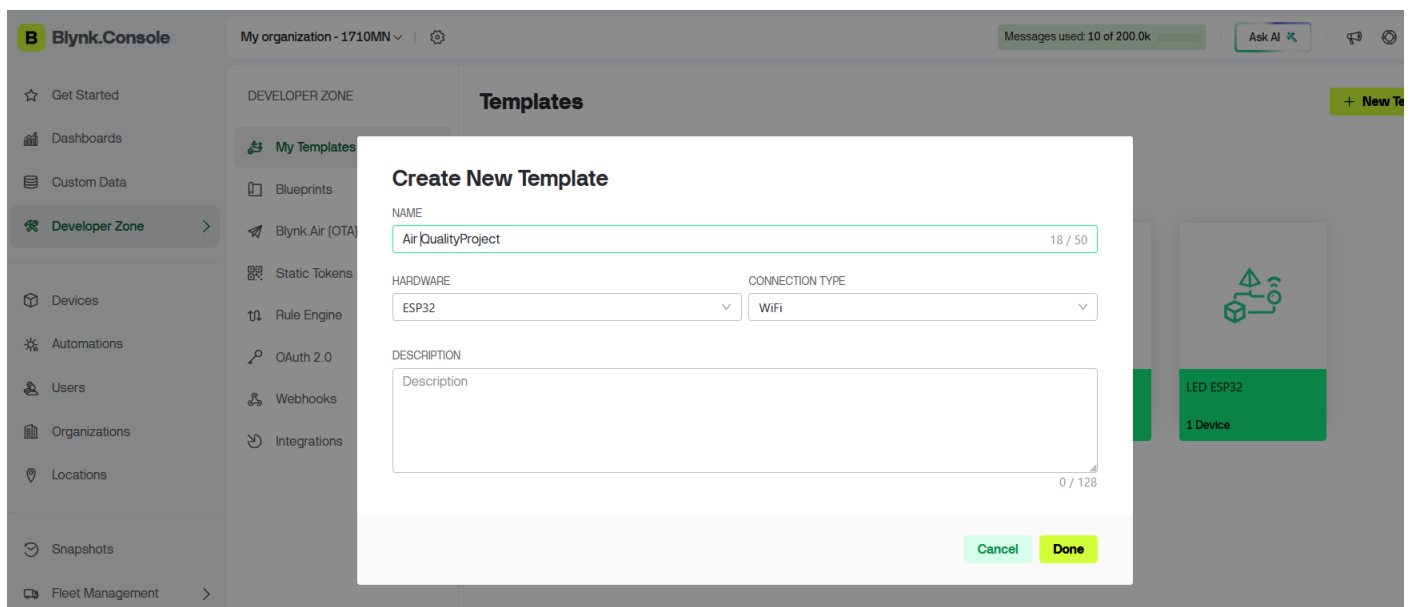 B Blynk.Console
My organization - 1710MN
Messages used: 10 of 200.0k
Ask AI
Get Started
Dashboards
Custom Data
Developer Zone
Devices
Automations
Users
Organizations
Locations
Snapshots
Fleet Management
DEVELOPER ZONE
My Templates
Blueprints
Blynk.Air (OTA)
Static Tokens
Rule Engine
OAuth 2.0
Webhooks
Integrations
Templates
+ New Te
Create New Template
NAME
Air QualityProject
18 / 50
HARDWARE
CONNECTION TYPE
ESP32
WiFi
DESCRIPTION
Description
0 / 128
Cancel
Done
LED ESP32
1 Device